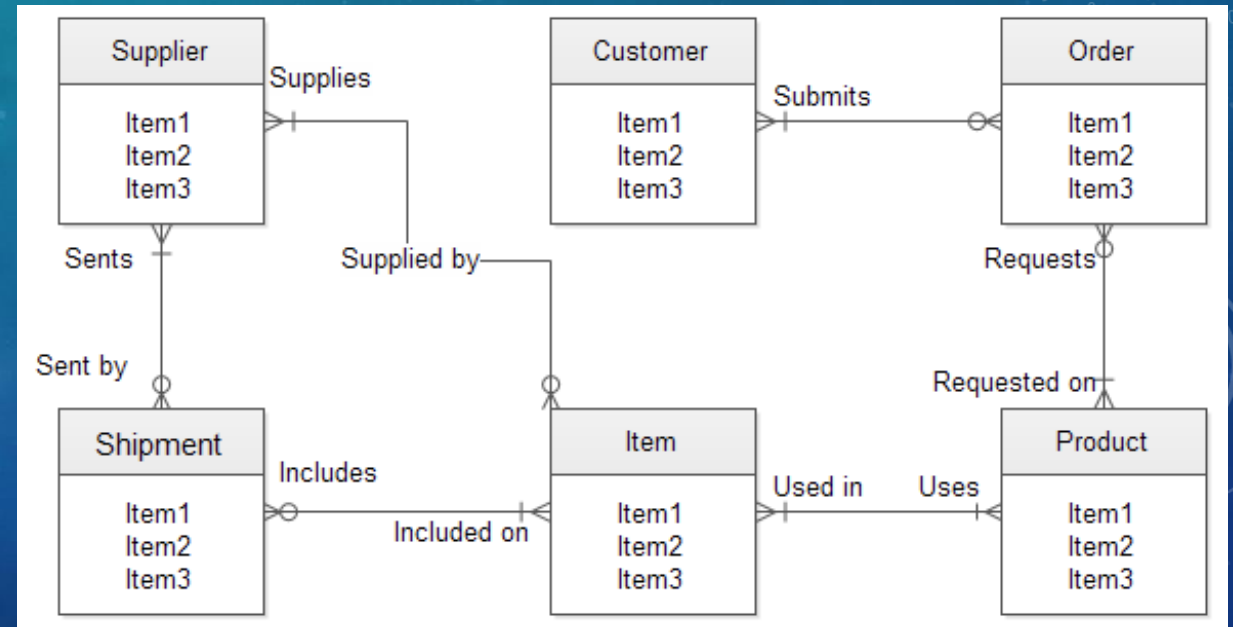 Supplier
Item1
Item2
Item3
Supplies
Customer
Item1
Item2
Item3
Submits
Order
Item1
Item2
Item3
Sents
Supplied by
Requests
Sent by
Requested on
Shipment
Item1
Item2
Item3
Includes
Included on
Item
Item1
Item2
Item3
Used in
Uses
Product
Item1
Item2
Item3